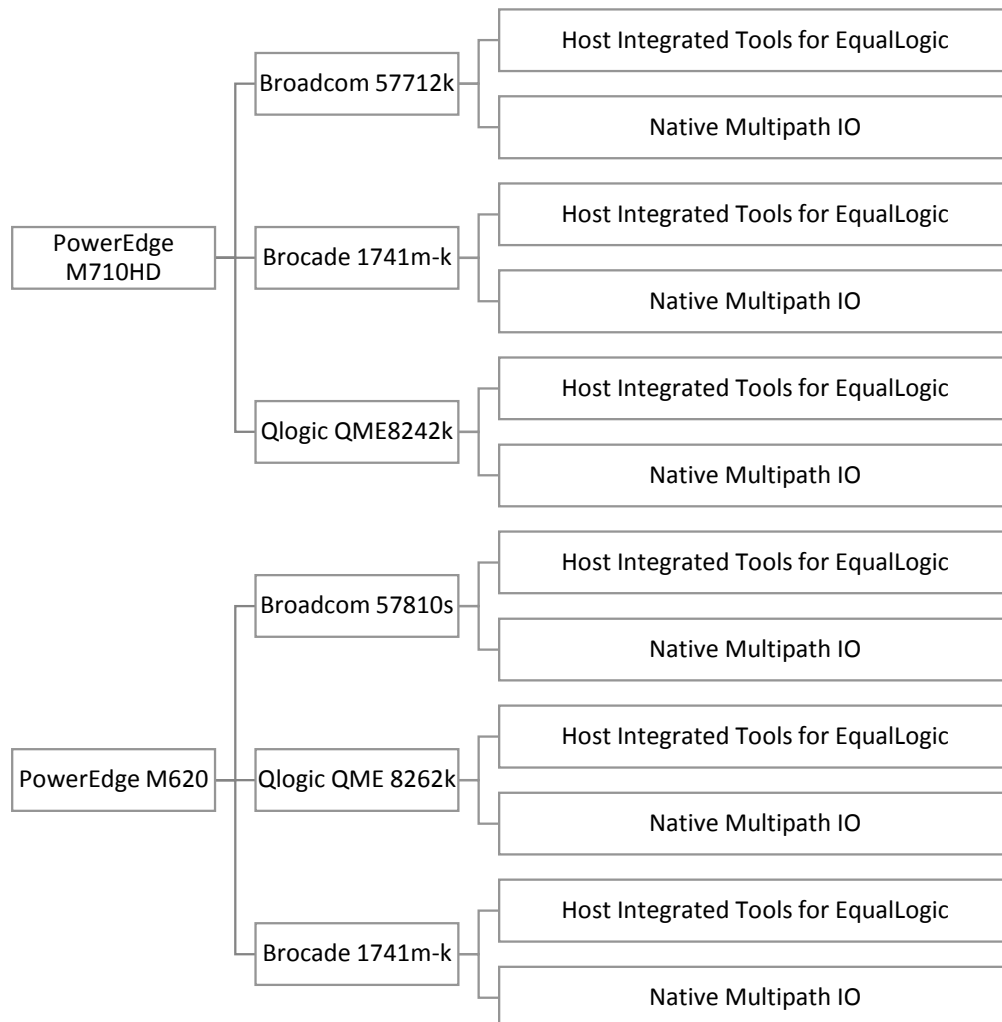 Host Integrated Tools for EqualLogic
Broadcom 57712k
Native Multipath IO
Host Integrated Tools for EqualLogic
PowerEdge
M710HD
Brocade 1741m-k
Native Multipath IO
Host Integrated Tools for EqualLogic
Qlogic QME8242k
Native Multipath IO
Host Integrated Tools for EqualLogic
Broadcom 57810s
Native Multipath IO
Host Integrated Tools for EqualLogic
PowerEdge M620
Qlogic QME 8262k
Native Multipath IO
Host Integrated Tools for EqualLogic
Brocade 1741m-k
Native Multipath IO